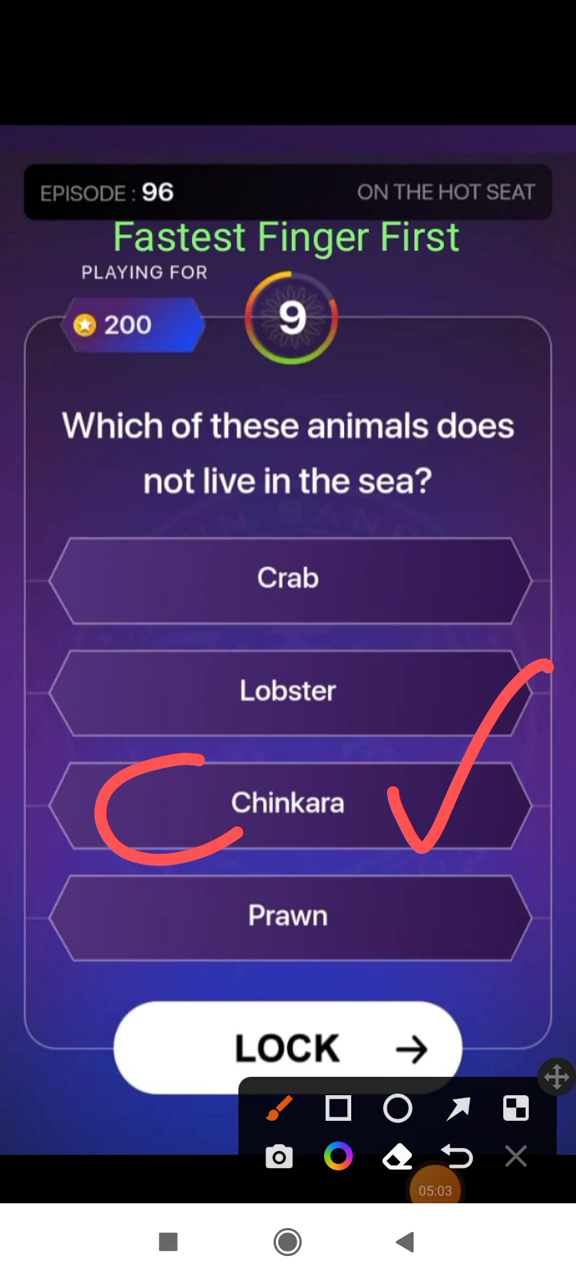 EPISODE : 96 ON THE HOT SEAT
Fastest Finger First
PLAYING FOR
200
9
Which of these animals does
not live in the sea?
Crab
Lobster
C Chinkara
Prawn
LOCK
05:03